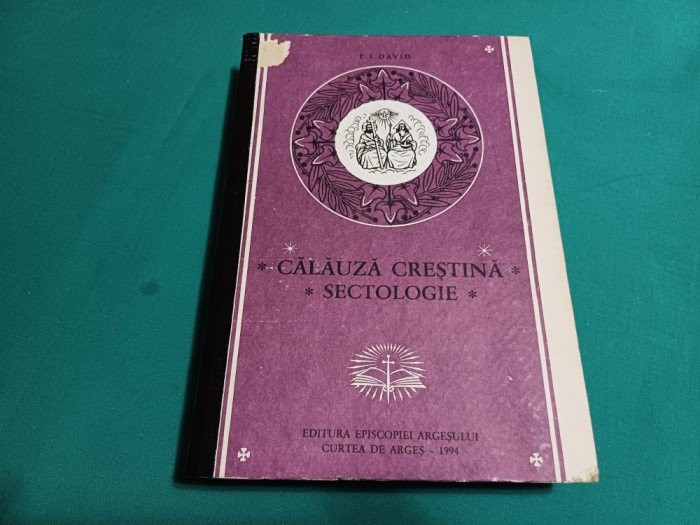 P. I. DAVID
* CĂLĂUZĂ CREȘTINĂ *
* SECTOLOGIE *
EDITURA EPISCOPIEI ARGEȘULUI
CURTEA DE ARGEȘ - 1994